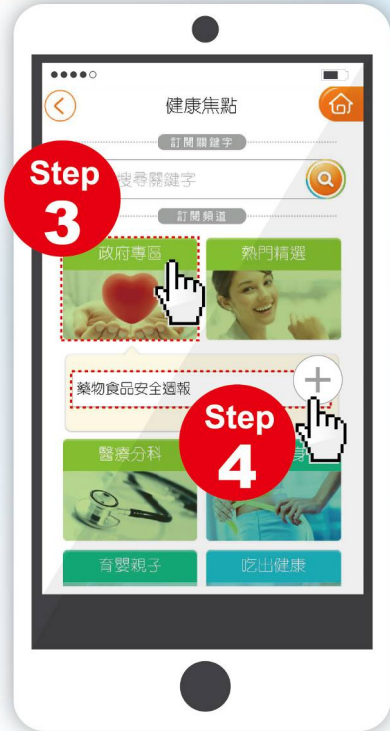 健康焦點
訂閱關鍵字
Step
3
搜尋關鍵字
訂閱頻道
政府專區
熱門精選
藥物食品安全週報
Step
4
醫療分科
身
育嬰親子
吃出健康